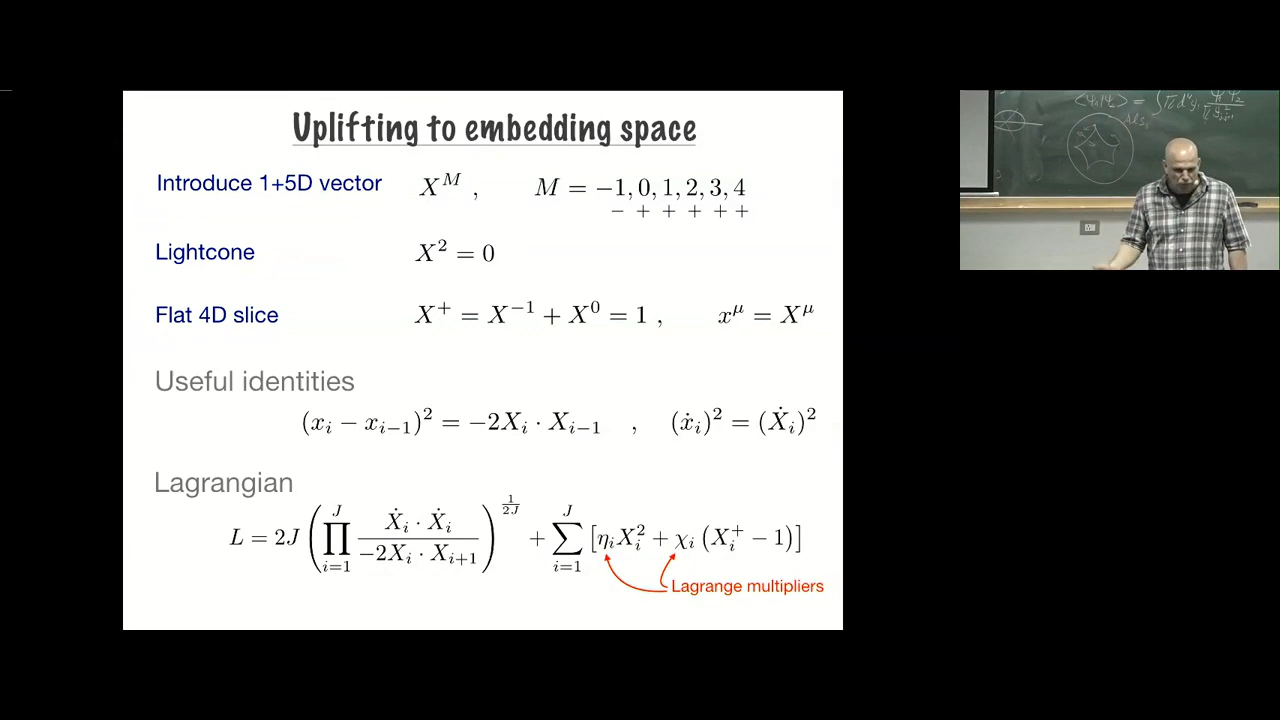 Uplifting to embedding space
Introduce 1+5D vector X^M , M = −1, 0, 1, 2, 3, 4
− + + + + +
Lightcone X² = 0
Flat 4D slice X⁺ = X⁻¹ + X⁰ = 1 , x^μ = X^μ
Useful identities
(x_i − x_{i−1})² = −2X_i · X_{i−1} , (ẋ_i)² = (Ẋ_i)²
Lagrangian
L = 2J ( ∏_{i=1}^{J} (Ẋ_i · Ẋ_i) / (−2X_i · X_{i+1}) )^{1/(2J)} + ∑_{i=1}^{J} [η_i X_i² + χ_i (X_i⁺ − 1)]
Lagrange multipliers